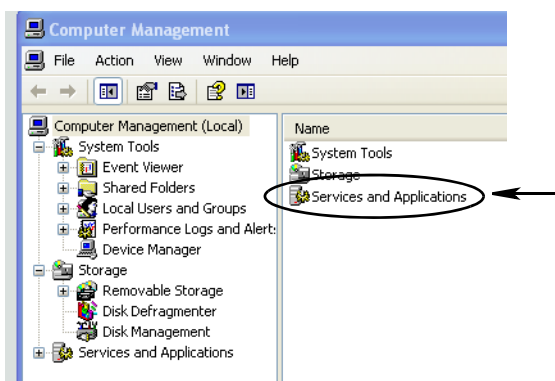 Computer Management
File Action View Window Help
Computer Management (Local)
System Tools
Event Viewer
Shared Folders
Local Users and Groups
Performance Logs and Alert:
Device Manager
Storage
Removable Storage
Disk Defragmenter
Disk Management
Services and Applications
Name
System Tools
Storage
Services and Applications